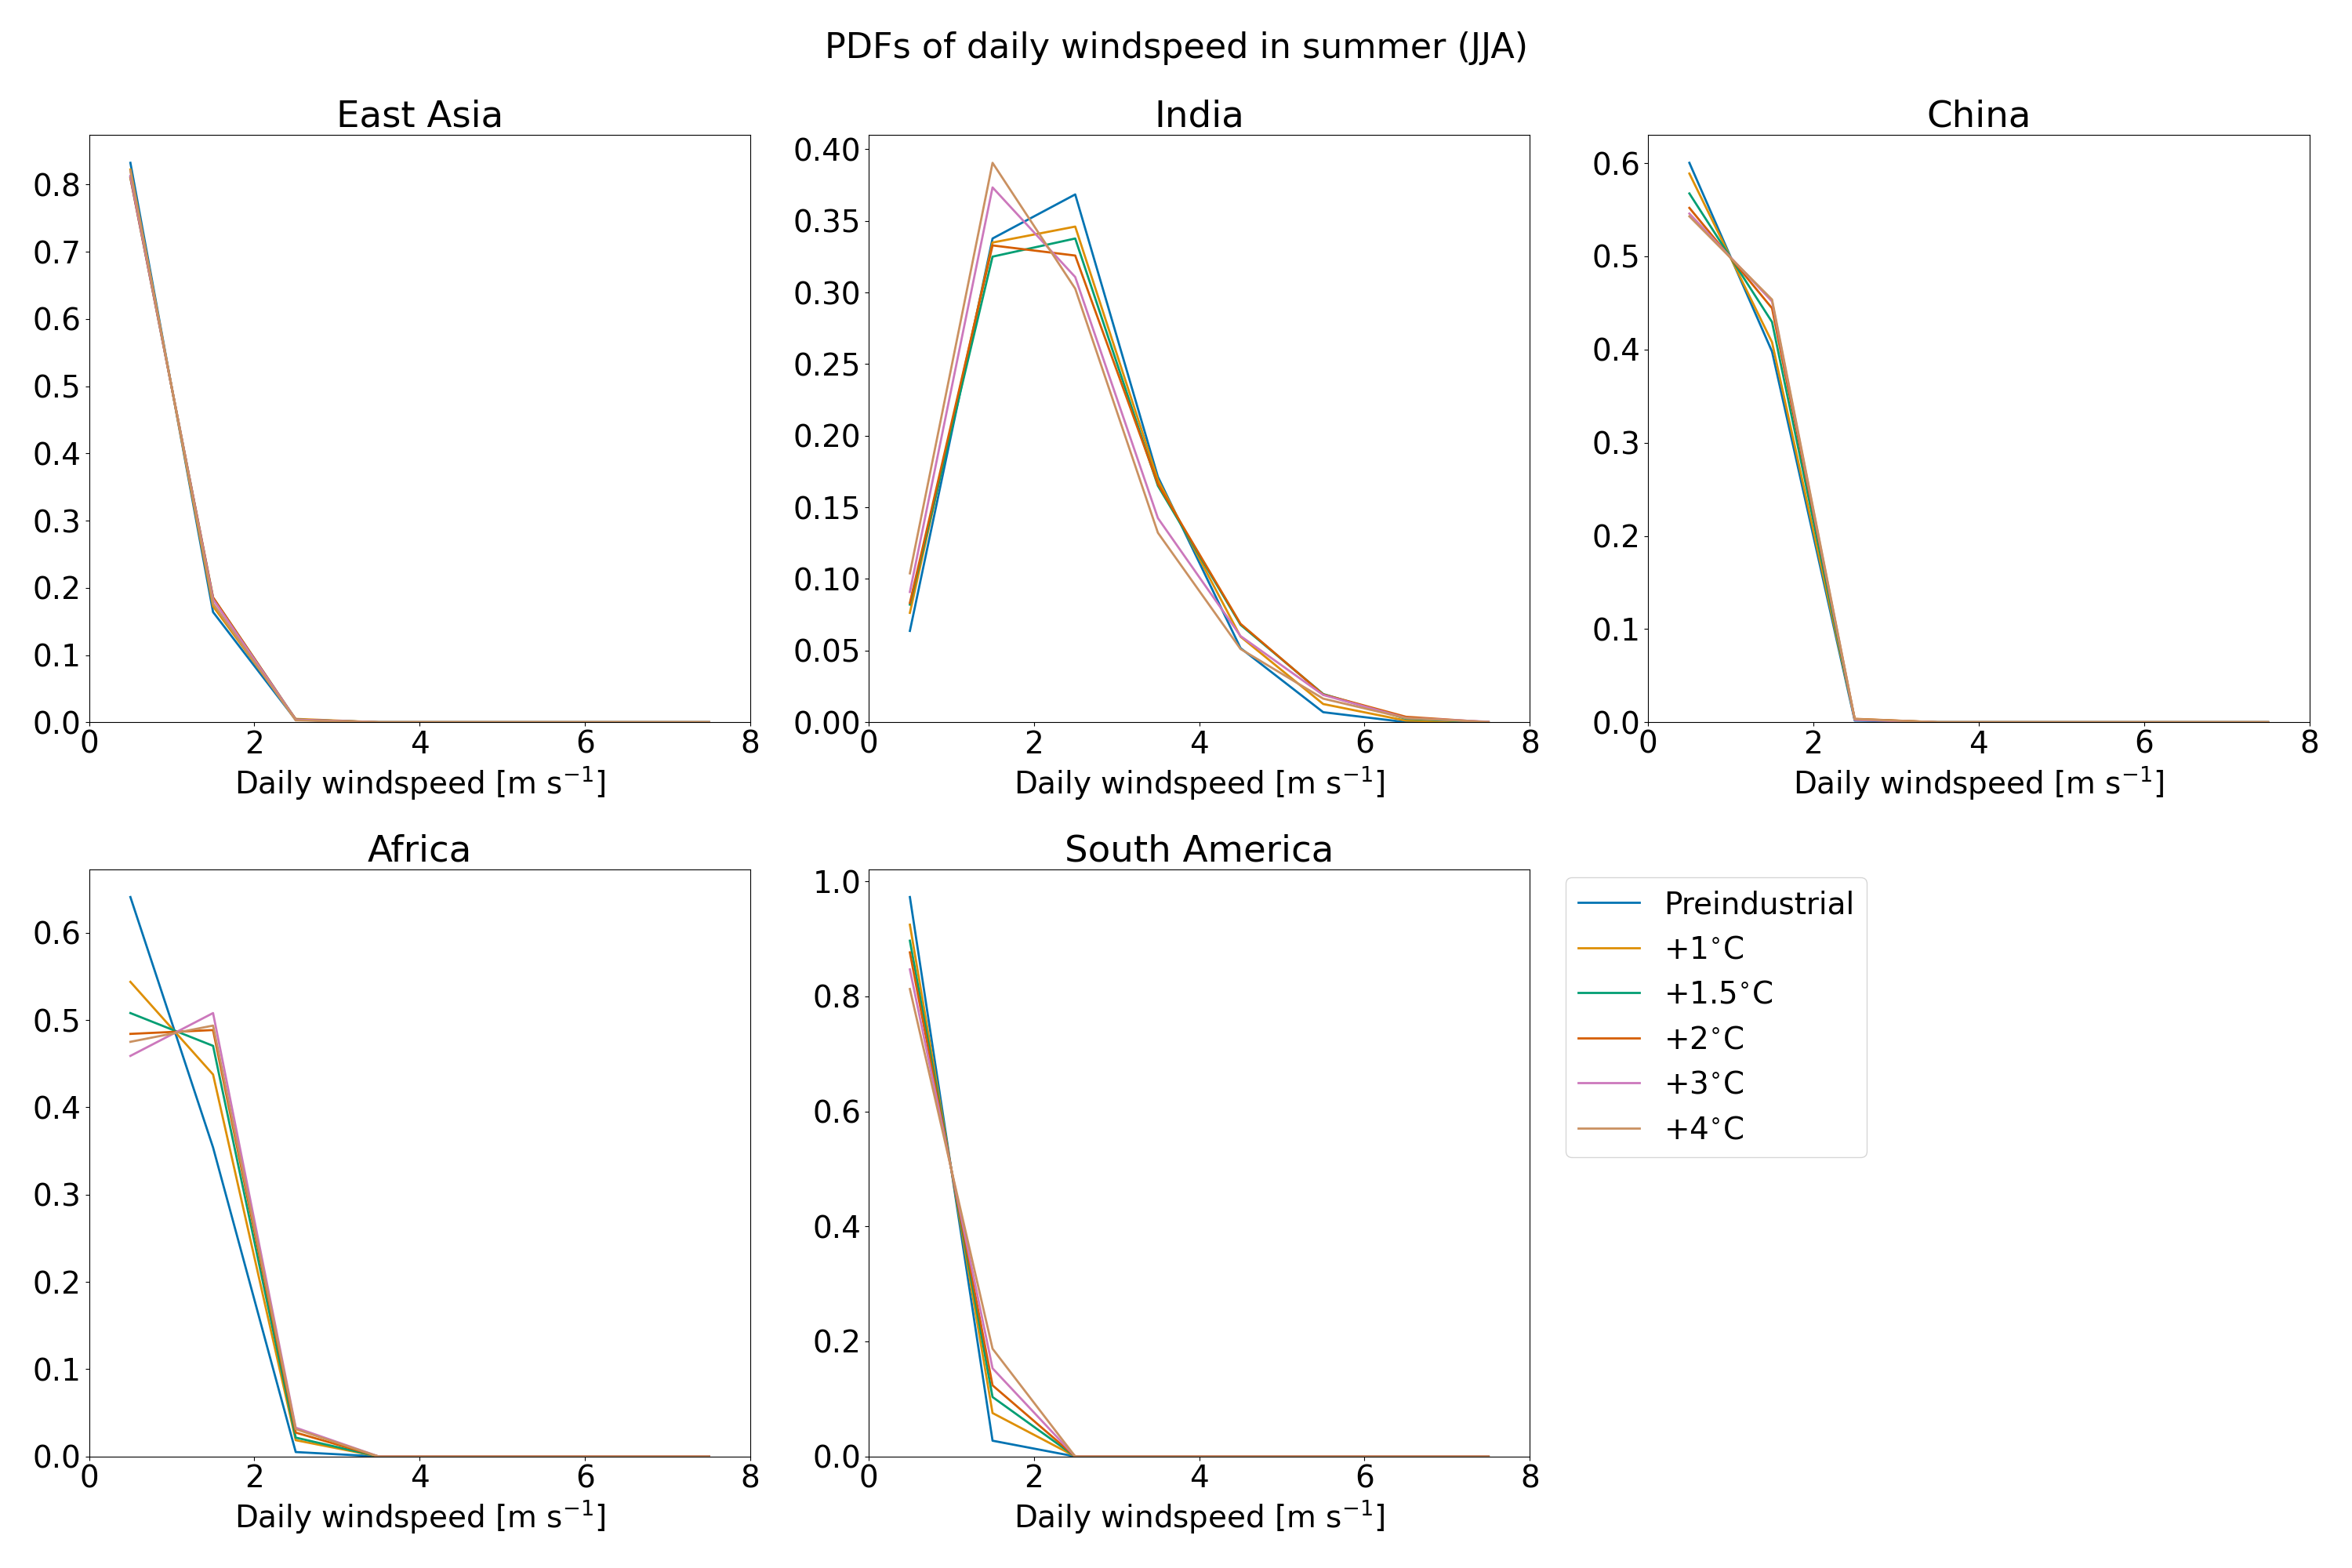 PDFs of daily windspeed in summer (JJA)
East Asia
0.8
0.7
0.6
0.5
0.4
0.3
0.2
0.1
0.0
0 2 4 6 8
Daily windspeed [m s⁻¹]
India
0.40
0.35
0.30
0.25
0.20
0.15
0.10
0.05
0.00
0 2 4 6 8
Daily windspeed [m s⁻¹]
China
0.6
0.5
0.4
0.3
0.2
0.1
0.0
0 2 4 6 8
Daily windspeed [m s⁻¹]
Africa
0.6
0.5
0.4
0.3
0.2
0.1
0.0
0 2 4 6 8
Daily windspeed [m s⁻¹]
South America
1.0
0.8
0.6
0.4
0.2
0.0
0 2 4 6 8
Daily windspeed [m s⁻¹]
Preindustrial
+1°C
+1.5°C
+2°C
+3°C
+4°C